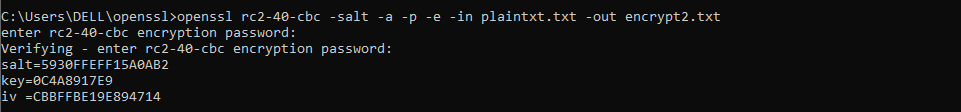 C:\Users\DELL\openssl>openssl rc2-40-cbc -salt -a -p -e -in plaintxt.txt -out encrypt2.txt
enter rc2-40-cbc encryption password:
Verifying - enter rc2-40-cbc encryption password:
salt=5930FFEFF15A0AB2
key=0C4A8917E9
iv =CBBFFBE19E894714